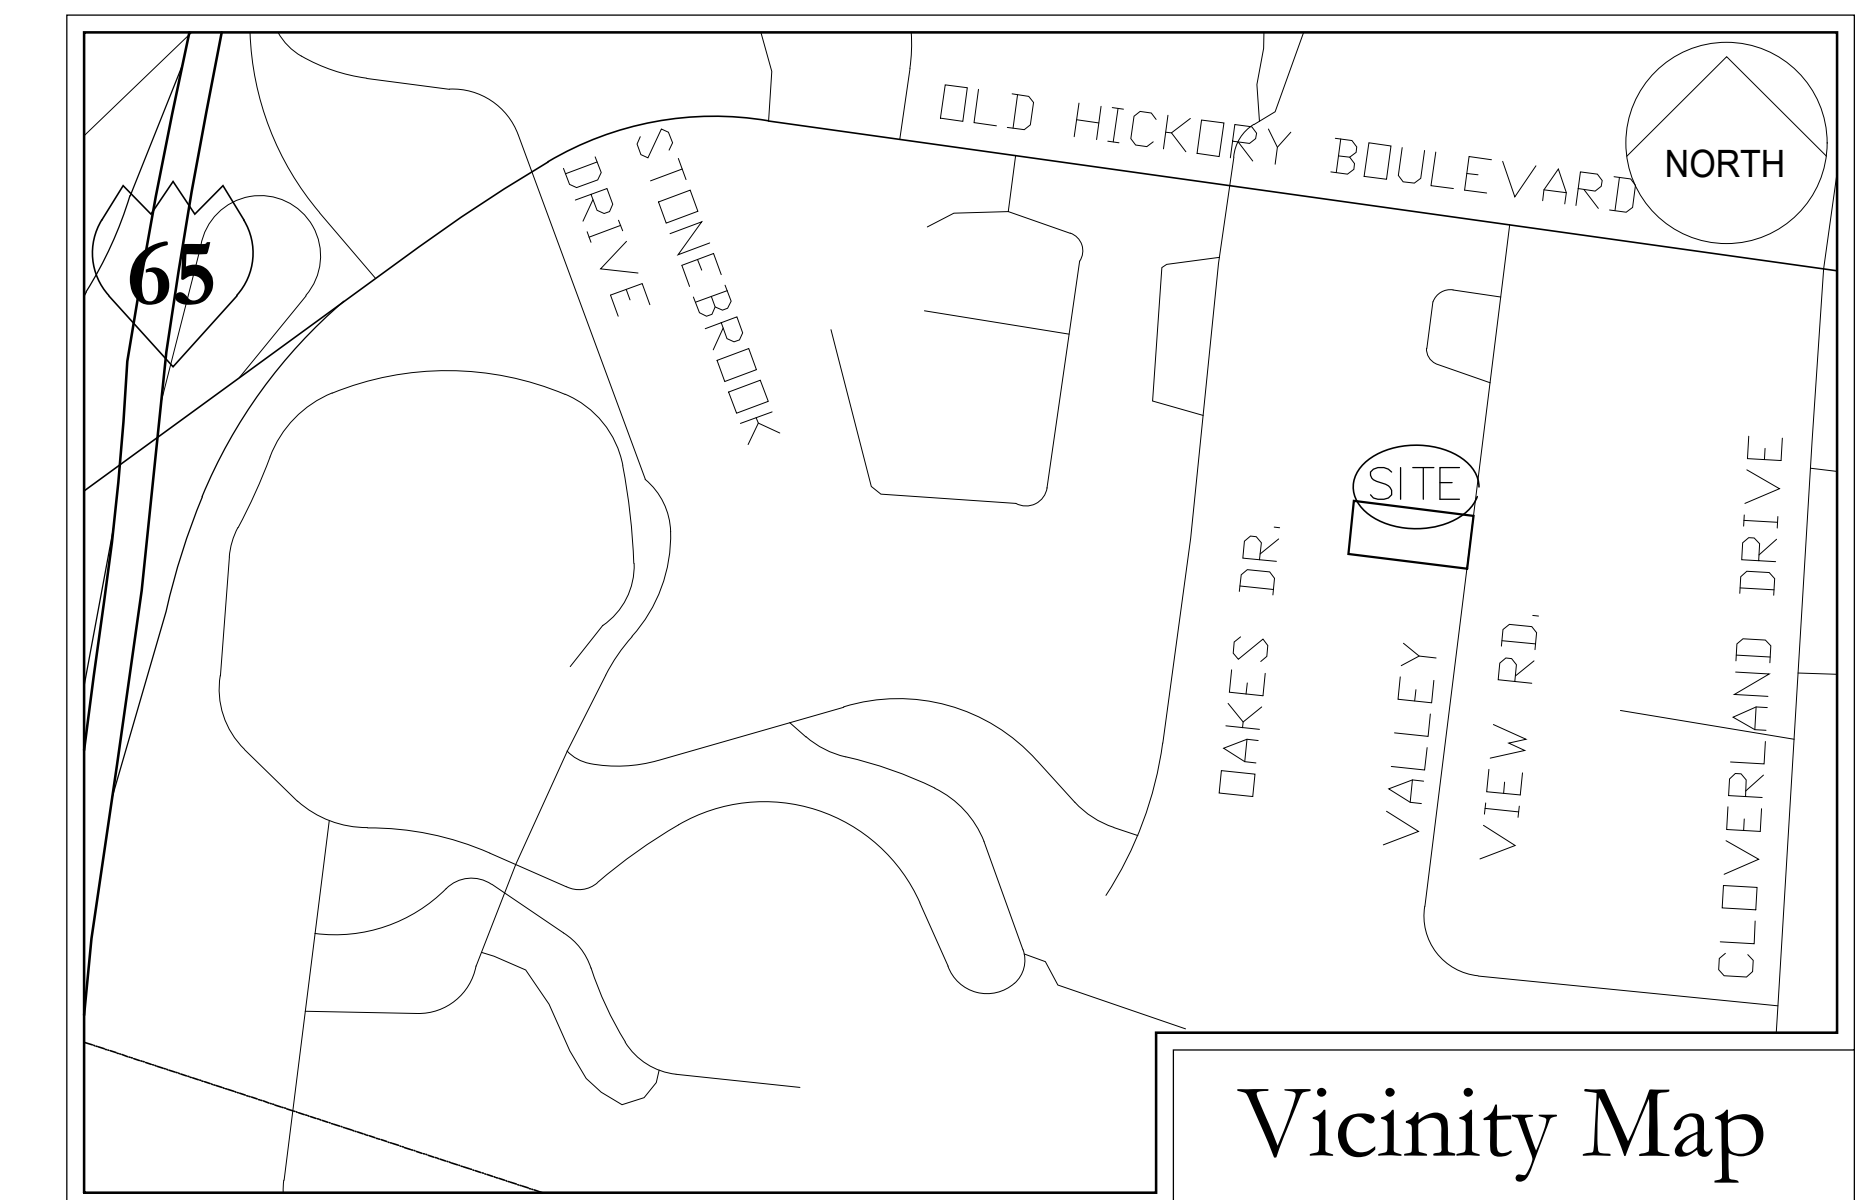 OLD HICKORY BOULEVARD
NORTH
STONEBROOK
DRIVE
65
SITE
OAKES DR.
VALLEY
VIEW RD.
CLOVERLAND DRIVE
Vicinity Map